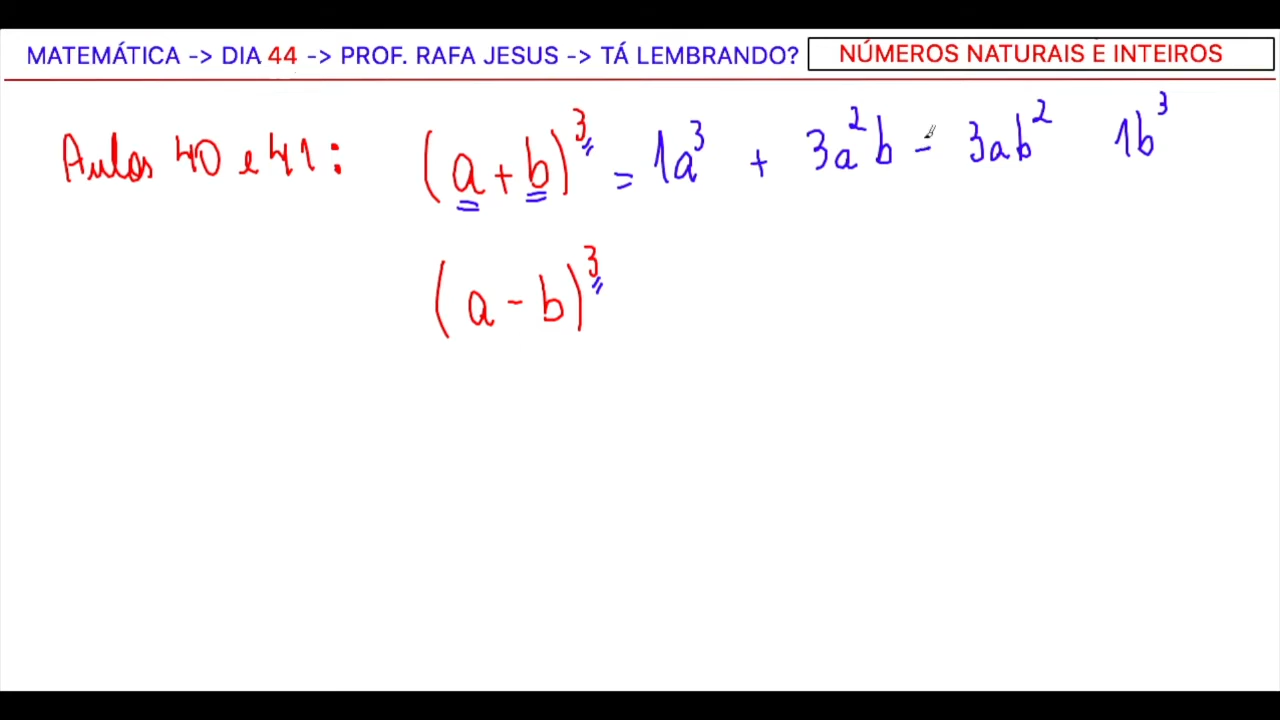 MATEMÁTICA -> DIA 44 -> PROF. RAFA JESUS -> TÁ LEMBRANDO? NÚMEROS NATURAIS E INTEIROS
Aulas 40 e 41: (a + b)³ = 1a³ + 3a²b - 3ab² 1b³
(a - b)³